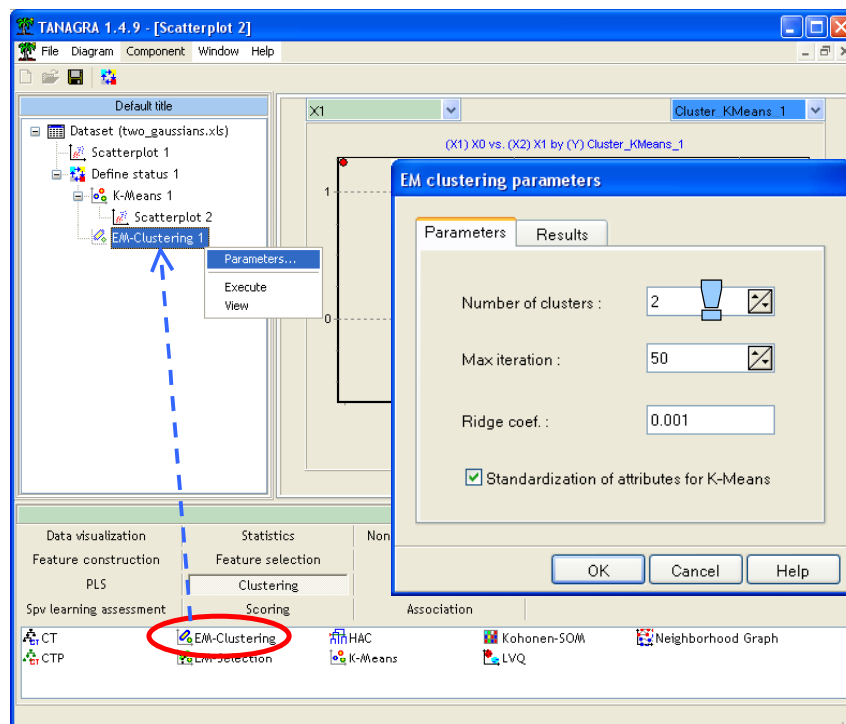 TANAGRA 1.4.9 - [Scatterplot 2]
File Diagram Component Window Help
Default title
Dataset (two_gaussians.xls)
Scatterplot 1
Define status 1
K-Means 1
Scatterplot 2
EM-Clustering 1
Parameters...
Execute
View
X1
Cluster_KMeans_1
(X1) X0 vs. (X2) X1 by (Y) Cluster_KMeans_1
1
0
EM clustering parameters
Parameters Results
Number of clusters : 2
Max iteration : 50
Ridge coef. : 0.001
Standardization of attributes for K-Means
OK Cancel Help
Data visualization Statistics Non
Feature construction Feature selection
PLS Clustering
Spv learning assessment Scoring Association
CT EM-Clustering HAC Kohonen-SOM Neighborhood Graph
CTP EM-Selection K-Means LVQ